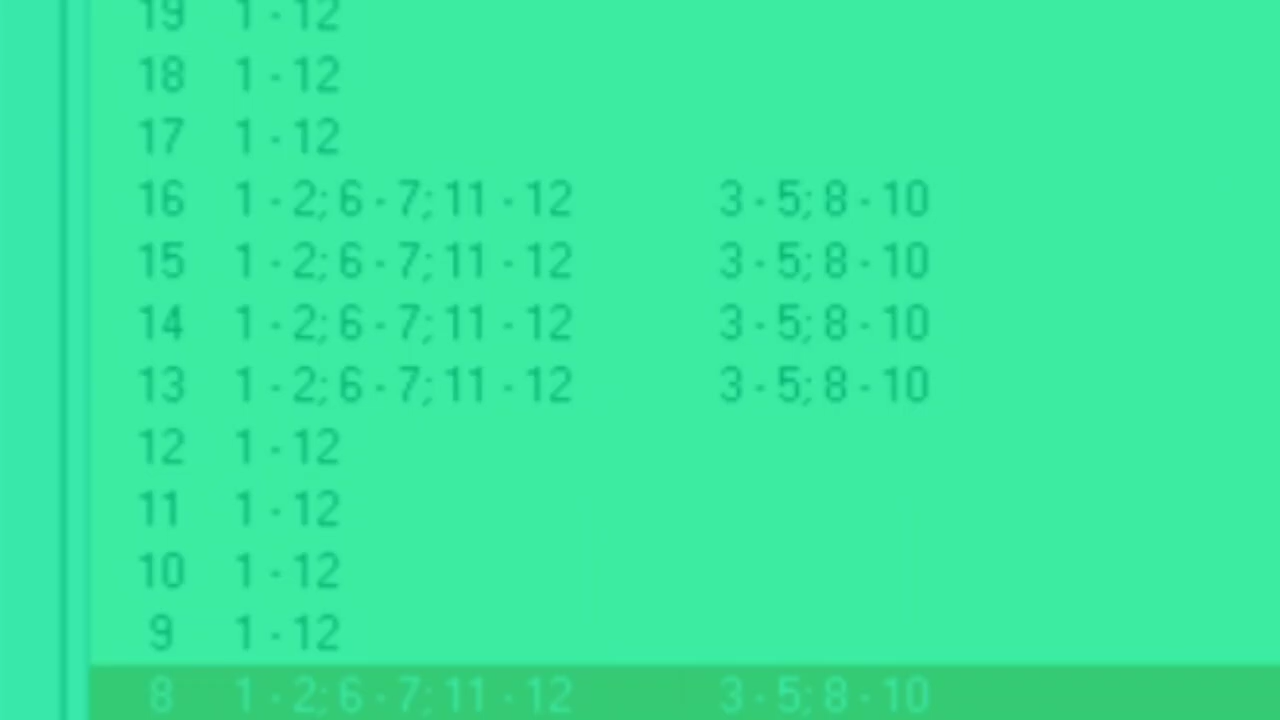 19 1 - 12
18 1 - 12
17 1 - 12
16 1 - 2; 6 - 7; 11 - 12 3 - 5; 8 - 10
15 1 - 2; 6 - 7; 11 - 12 3 - 5; 8 - 10
14 1 - 2; 6 - 7; 11 - 12 3 - 5; 8 - 10
13 1 - 2; 6 - 7; 11 - 12 3 - 5; 8 - 10
12 1 - 12
11 1 - 12
10 1 - 12
9 1 - 12
8 1 - 2; 6 - 7; 11 - 12 3 - 5; 8 - 10